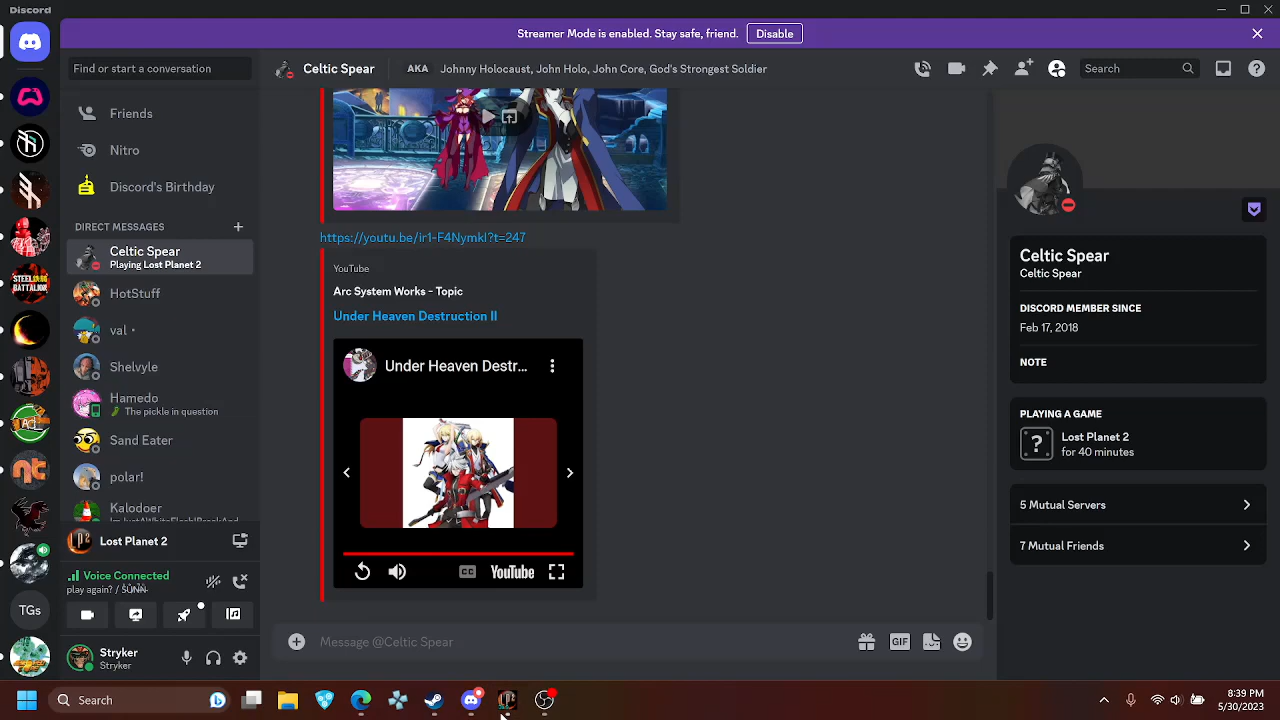 Discord
Streamer Mode is enabled. Stay safe, friend.
Disable
Find or start a conversation
Celtic Spear
AKA
Johnny Holocaust, John Holo, John Core, God's Strongest Soldier
Search
Friends
Nitro
Discord's Birthday
DIRECT MESSAGES
Celtic Spear
Playing Lost Planet 2
HotStuff
val
Shelvyle
Hamedo
The pickle in question
Sand Eater
polar!
Kalodoer
Lost Planet 2
Voice Connected
play again? /
TGs
Stryker
Stryker
https://youtu.be/ir1-F4NymkI?t=247
YouTube
Arc System Works - Topic
Under Heaven Destruction II
Under Heaven Destr...
CC
YouTube
Message @Celtic Spear
GIF
Celtic Spear
Celtic Spear
DISCORD MEMBER SINCE
Feb 17, 2018
NOTE
PLAYING A GAME
?
Lost Planet 2
for 40 minutes
5 Mutual Servers
7 Mutual Friends
Search
8:39 PM
5/30/2023